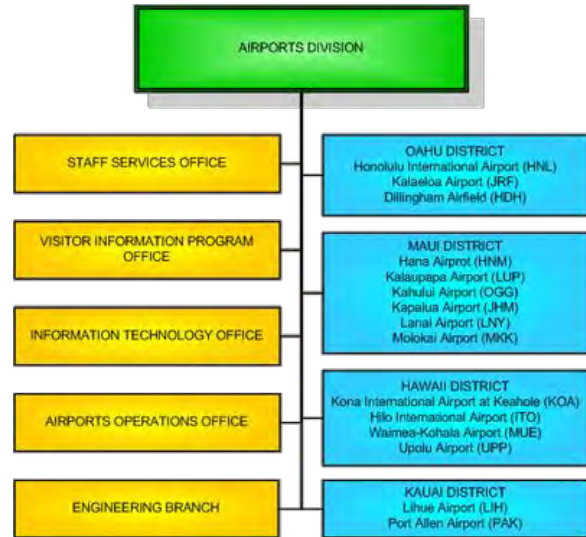 AIRPORTS DIVISION
STAFF SERVICES OFFICE
VISITOR INFORMATION PROGRAM
OFFICE
INFORMATION TECHNOLOGY OFFICE
AIRPORTS OPERATIONS OFFICE
ENGINEERING BRANCH
OAHU DISTRICT
Honolulu International Airport (HNL)
Kalaeloa Airport (JRF)
Dillingham Airfield (HDH)
MAUI DISTRICT
Hana Airprot (HNM)
Kalaupapa Airport (LUP)
Kahului Airport (OGG)
Kapalua Airport (JHM)
Lanai Airport (LNY)
Molokai Airport (MKK)
HAWAII DISTRICT
Kona International Airport at Keahole (KOA)
Hilo International Airport (ITO)
Waimea-Kohala Airport (MUE)
Upolu Airport (UPP)
KAUAI DISTRICT
Lihue Airport (LIH)
Port Allen Airport (PAK)